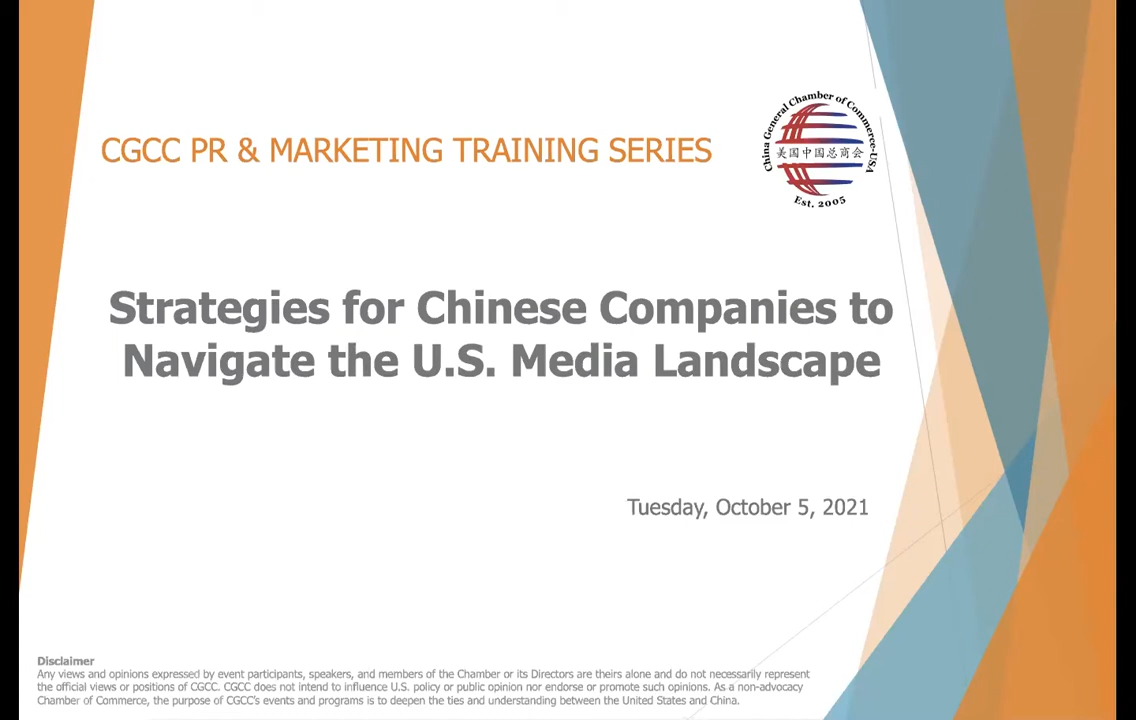 CGCC PR & MARKETING TRAINING SERIES
China General Chamber of Commerce-USA
美国中国总商会
Est. 2005
Strategies for Chinese Companies to
Navigate the U.S. Media Landscape
Tuesday, October 5, 2021
Disclaimer
Any views and opinions expressed by event participants, speakers, and members of the Chamber or its Directors are theirs alone and do not necessarily represent
the official views or positions of CGCC. CGCC does not intend to influence U.S. policy or public opinion nor endorse or promote such opinions. As a non-advocacy
Chamber of Commerce, the purpose of CGCC's events and programs is to deepen the ties and understanding between the United States and China.